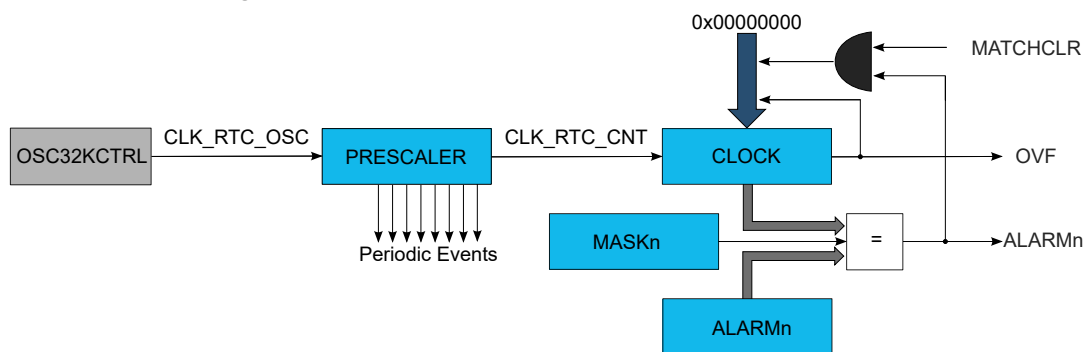 0x00000000
MATCHCLR
OSC32KCTRL
CLK_RTC_OSC
PRESCALER
CLK_RTC_CNT
CLOCK
OVF
Periodic Events
MASKn
=
ALARMn
ALARMn